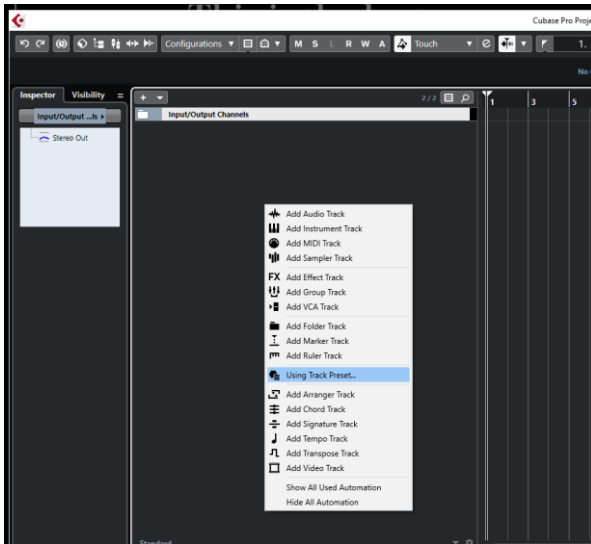 Cubase Pro Proje
Configurations M S L R W A Touch 1.
No
Inspector Visibility
2 / 2
1 3 5
Input/Output ...ls
Input/Output Channels
Stereo Out
Add Audio Track
Add Instrument Track
Add MIDI Track
Add Sampler Track
FX Add Effect Track
Add Group Track
Add VCA Track
Add Folder Track
Add Marker Track
Add Ruler Track
Using Track Preset...
Add Arranger Track
Add Chord Track
Add Signature Track
Add Tempo Track
Add Transpose Track
Add Video Track
Show All Used Automation
Hide All Automation
Standard